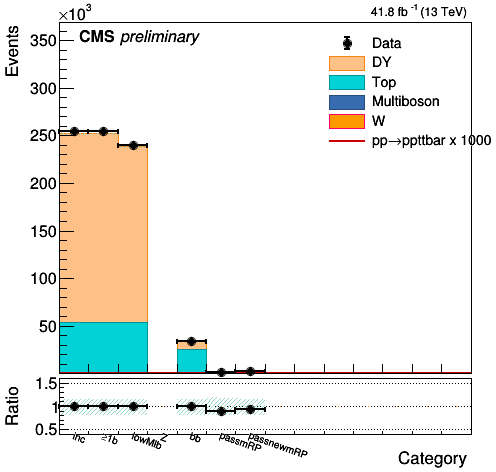 ×10³
41.8 fb⁻¹ (13 TeV)
CMS preliminary
Events
350
300
250
200
150
100
50
Data
DY
Top
Multiboson
W
pp→ppttbar x 1000
Ratio
1.5
1
0.5
inc
≥1b
lowMlb
Z
bb
passmRP
passnewmRP
Category